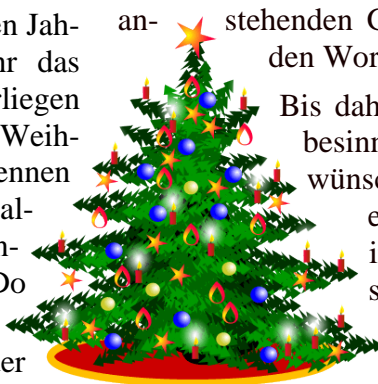 en Jah-
hr das
rliegen
Weih-
ennen
al-
n-
Do
er
an- stehenden G
den Wor
Bis dah
besinn
wünsc
e
i
s